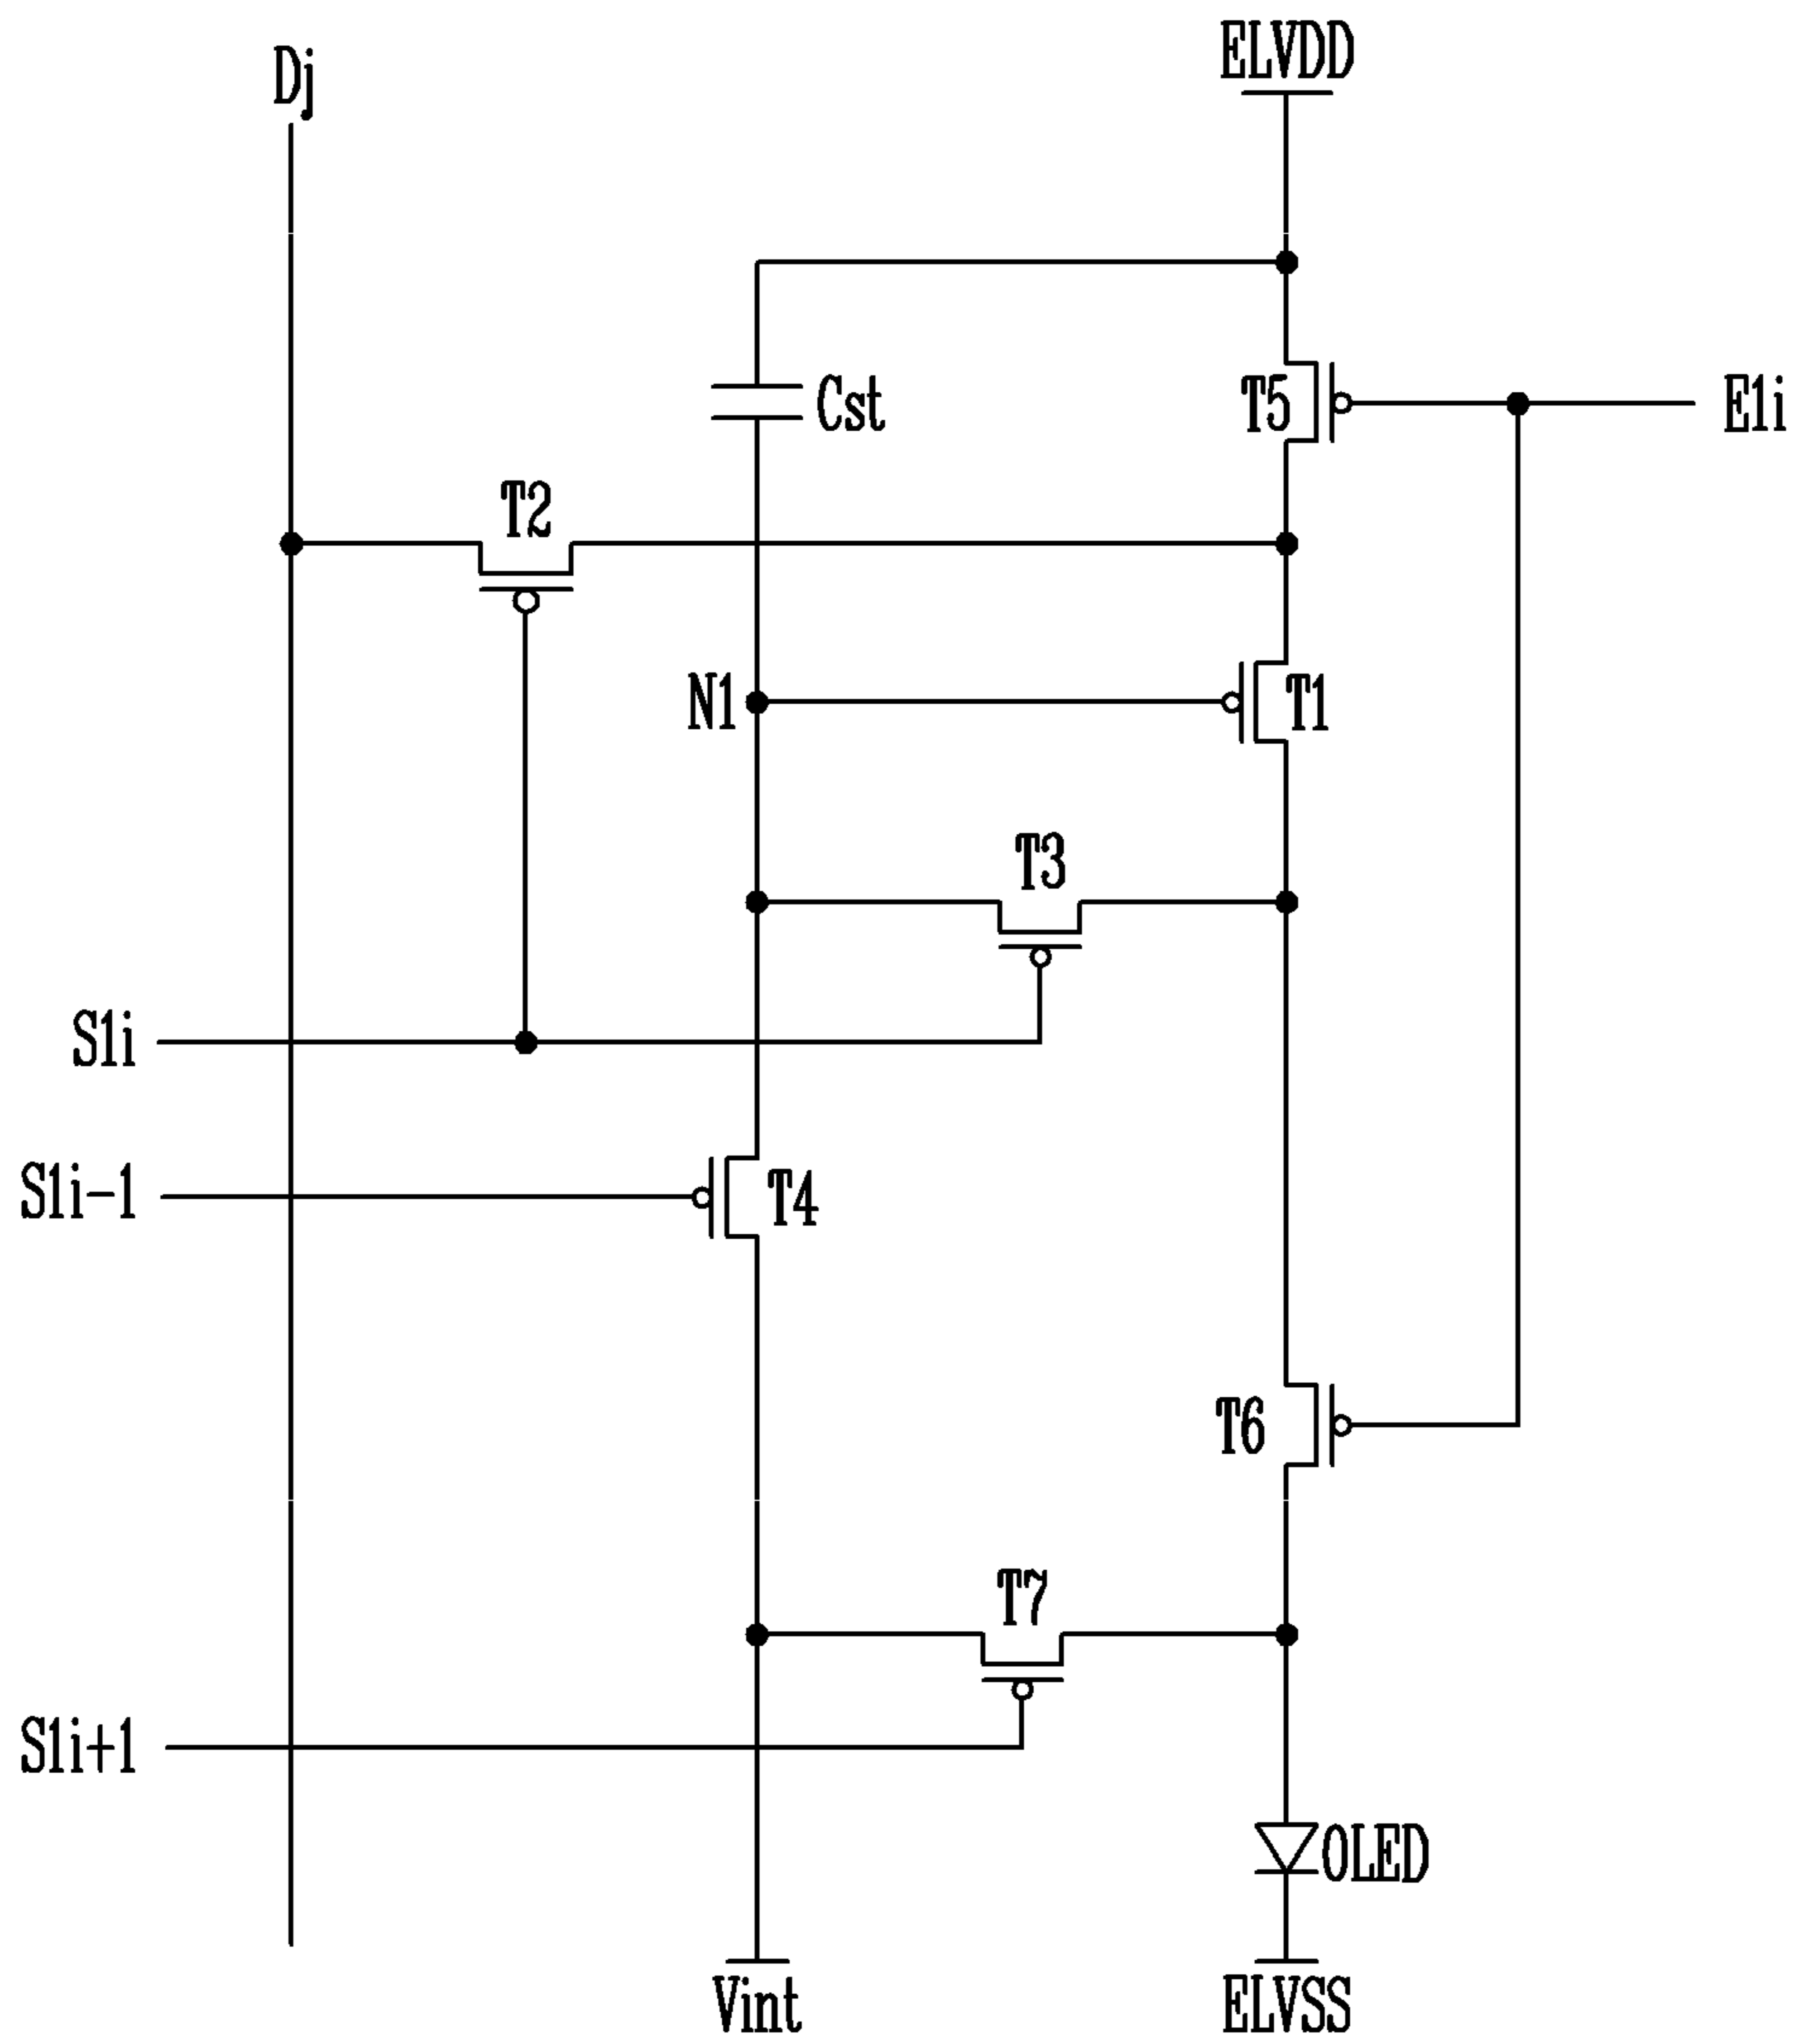 ELVDD
Dj
Cst
T5
E1i
T2
N1
T1
T3
S1i
S1i-1
T4
T6
T7
S1i+1
OLED
Vint
ELVSS